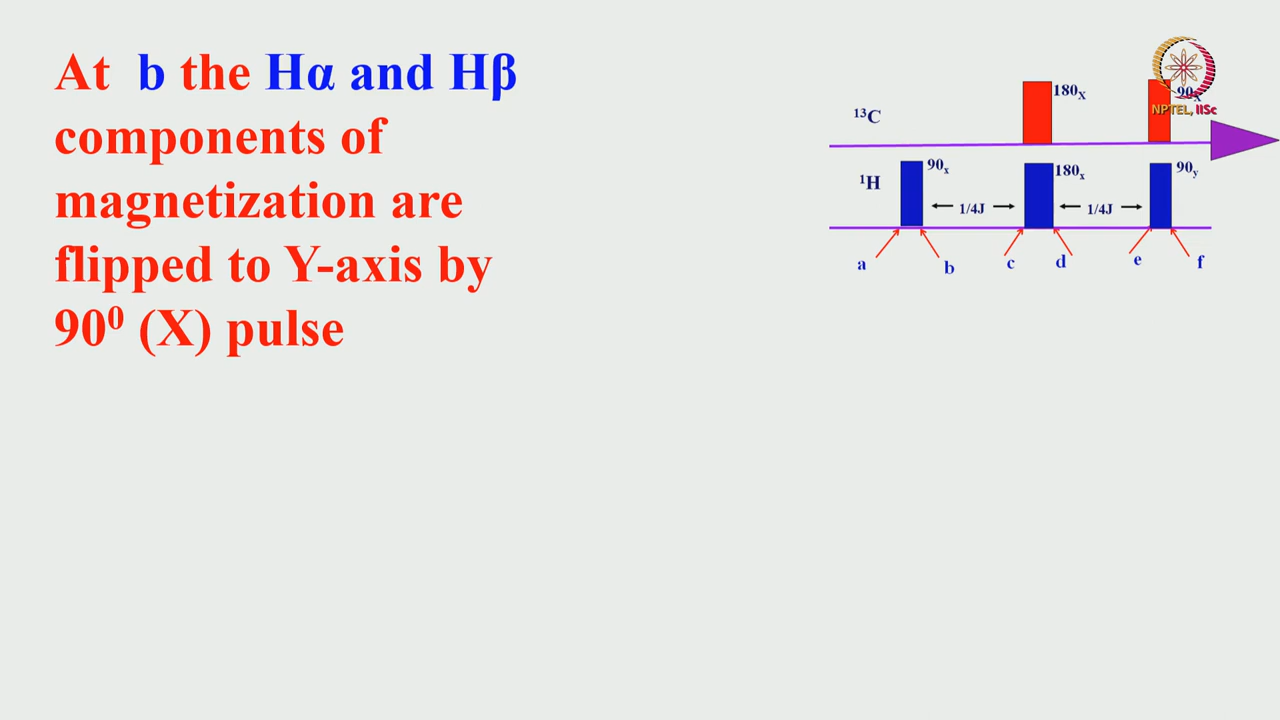 At b the Hα and Hβ
components of
magnetization are
flipped to Y-axis by
90⁰ (X) pulse
¹³C
180ₓ
90ₓ
NPTEL, IISc
¹H
90ₓ
180ₓ
90ᵧ
1/4J
1/4J
a
b
c
d
e
f